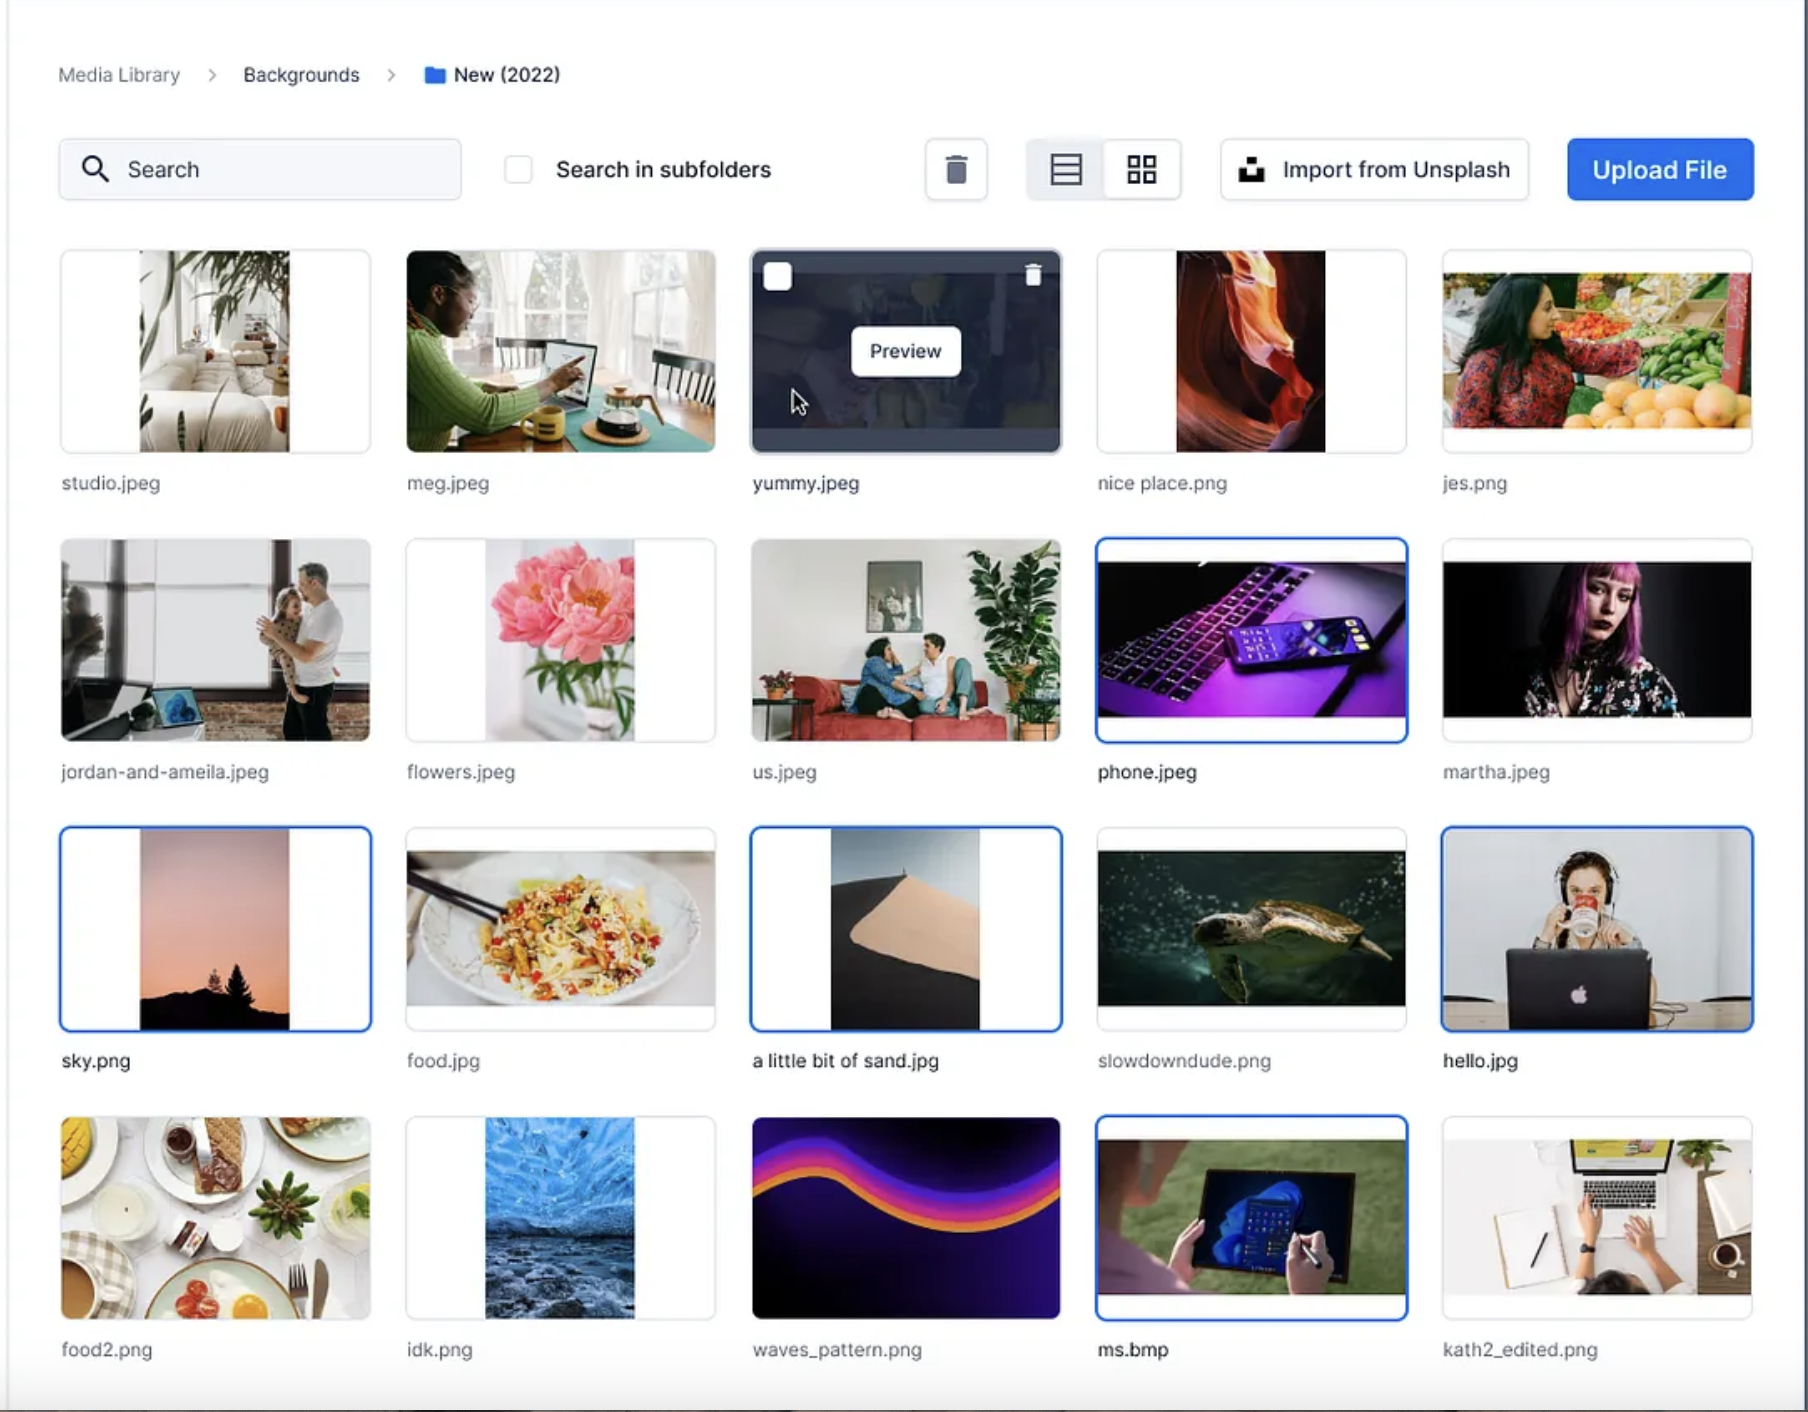 Media Library > Backgrounds > New (2022)
Search
Search in subfolders
Import from Unsplash
Upload File
Preview
studio.jpeg
meg.jpeg
yummy.jpeg
nice place.png
jes.png
jordan-and-ameila.jpeg
flowers.jpeg
us.jpeg
phone.jpeg
martha.jpeg
sky.png
food.jpg
a little bit of sand.jpg
slowdowndude.png
hello.jpg
food2.png
idk.png
waves_pattern.png
ms.bmp
kath2_edited.png